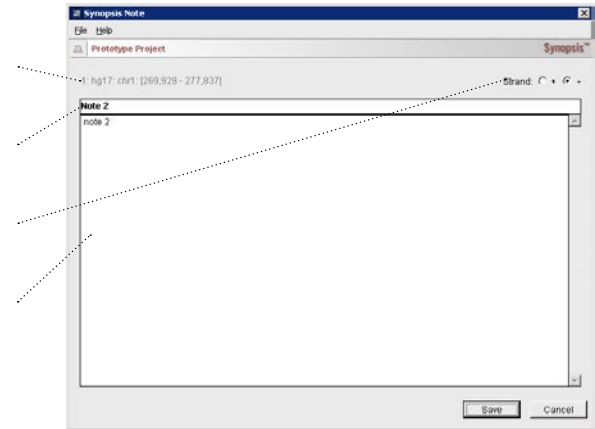 Synopsis Note
File Help
Prototype Project Synopsis™
1: hg17: chr1: [269,928 - 277,837]
Strand: + -
Note 2
note 2
Save Cancel